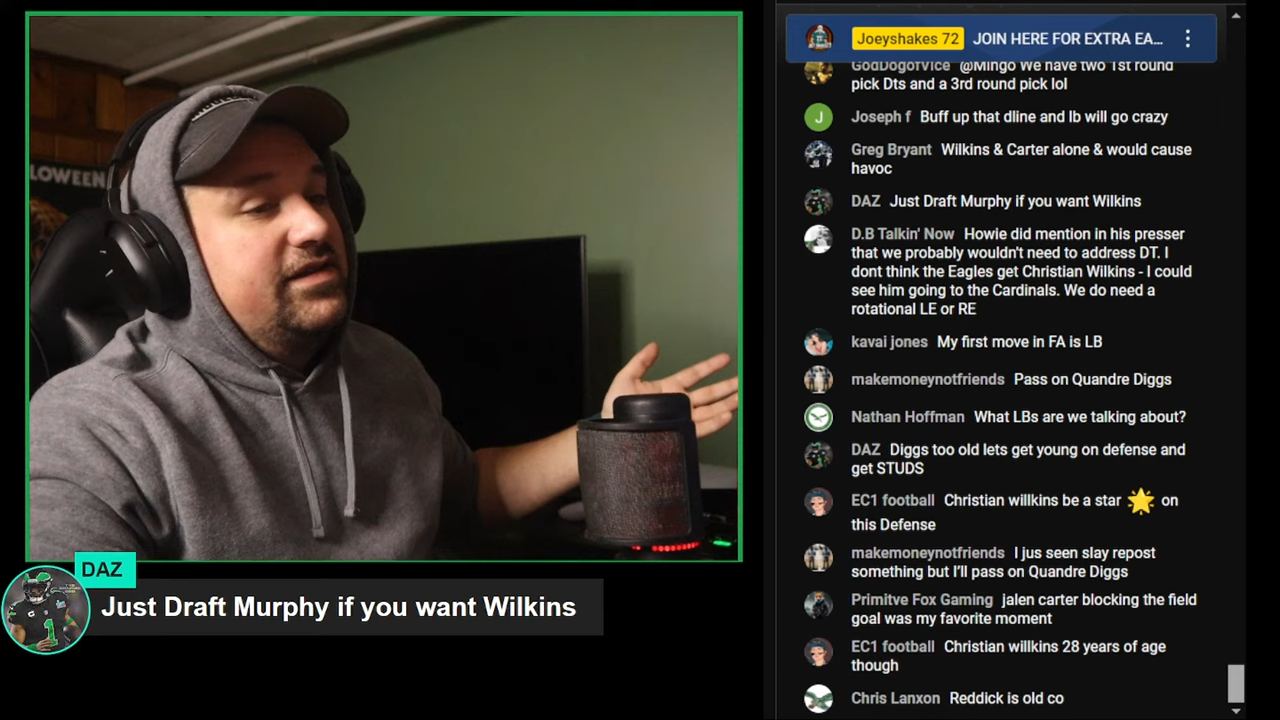 LOWEEN
DAZ
Just Draft Murphy if you want Wilkins
Joeyshakes 72 JOIN HERE FOR EXTRA EA...
GodDogofVice @Mingo We have two 1st round
pick Dts and a 3rd round pick lol
Joseph f Buff up that dline and lb will go crazy
J
Greg Bryant Wilkins & Carter alone & would cause
havoc
DAZ Just Draft Murphy if you want Wilkins
D.B Talkin' Now Howie did mention in his presser
that we probably wouldn't need to address DT. I
dont think the Eagles get Christian Wilkins - I could
see him going to the Cardinals. We do need a
rotational LE or RE
kavai jones My first move in FA is LB
makemoneynotfriends Pass on Quandre Diggs
Nathan Hoffman What LBs are we talking about?
DAZ Diggs too old lets get young on defense and
get STUDS
EC1 football Christian willkins be a star 🌟 on
this Defense
makemoneynotfriends I jus seen slay repost
something but I'll pass on Quandre Diggs
Primitve Fox Gaming jalen carter blocking the field
goal was my favorite moment
EC1 football Christian willkins 28 years of age
though
Chris Lanxon Reddick is old co